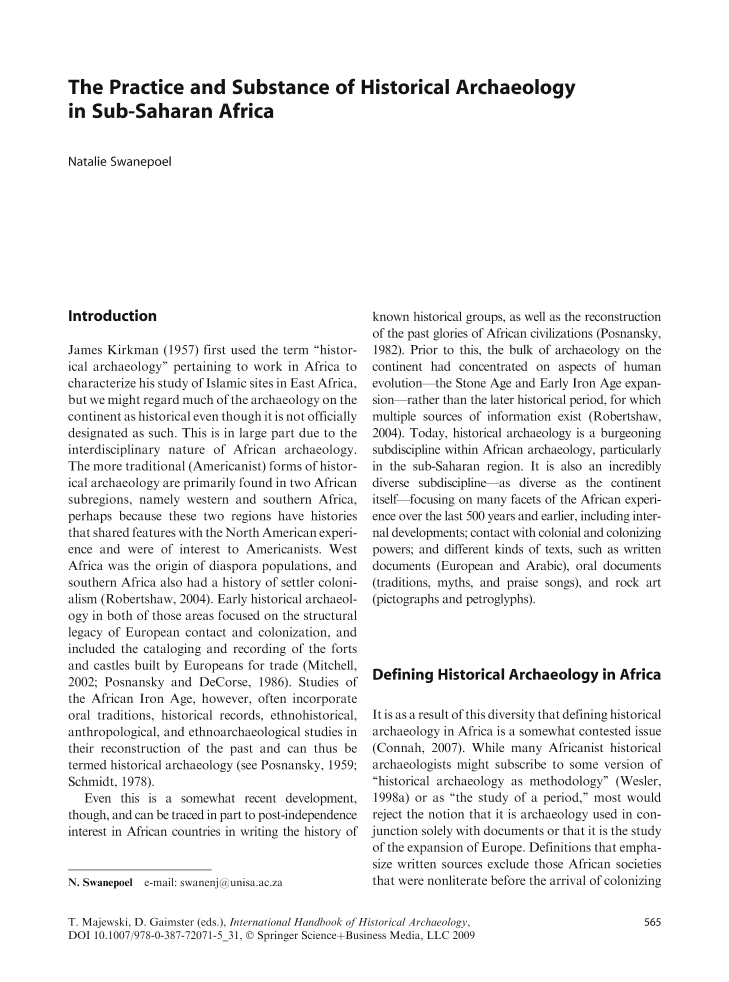 The Practice and Substance of Historical Archaeology
in Sub-Saharan Africa
Natalie Swanepoel
Introduction
James Kirkman (1957) first used the term “histor-
ical archaeology” pertaining to work in Africa to
characterize his study of Islamic sites in East Africa,
but we might regard much of the archaeology on the
continent as historical even though it is not officially
designated as such. This is in large part due to the
interdisciplinary nature of African archaeology.
The more traditional (Americanist) forms of histor-
ical archaeology are primarily found in two African
subregions, namely western and southern Africa,
perhaps because these two regions have histories
that shared features with the North American experi-
ence and were of interest to Americanists. West
Africa was the origin of diaspora populations, and
southern Africa also had a history of settler coloni-
alism (Robertshaw, 2004). Early historical archaeol-
ogy in both of those areas focused on the structural
legacy of European contact and colonization, and
included the cataloging and recording of the forts
and castles built by Europeans for trade (Mitchell,
2002; Posnansky and DeCorse, 1986). Studies of
the African Iron Age, however, often incorporate
oral traditions, historical records, ethnohistorical,
anthropological, and ethnoarchaeological studies in
their reconstruction of the past and can thus be
termed historical archaeology (see Posnansky, 1959;
Schmidt, 1978).
Even this is a somewhat recent development,
though, and can be traced in part to post-independence
interest in African countries in writing the history of
known historical groups, as well as the reconstruction
of the past glories of African civilizations (Posnansky,
1982). Prior to this, the bulk of archaeology on the
continent had concentrated on aspects of human
evolution—the Stone Age and Early Iron Age expan-
sion—rather than the later historical period, for which
multiple sources of information exist (Robertshaw,
2004). Today, historical archaeology is a burgeoning
subdiscipline within African archaeology, particularly
in the sub-Saharan region. It is also an incredibly
diverse subdiscipline—as diverse as the continent
itself—focusing on many facets of the African experi-
ence over the last 500 years and earlier, including inter-
nal developments; contact with colonial and colonizing
powers; and different kinds of texts, such as written
documents (European and Arabic), oral documents
(traditions, myths, and praise songs), and rock art
(pictographs and petroglyphs).
Defining Historical Archaeology in Africa
It is as a result of this diversity that defining historical
archaeology in Africa is a somewhat contested issue
(Connah, 2007). While many Africanist historical
archaeologists might subscribe to some version of
“historical archaeology as methodology” (Wesler,
1998a) or as “the study of a period,” most would
reject the notion that it is archaeology used in con-
junction solely with documents or that it is the study
of the expansion of Europe. Definitions that empha-
size written sources exclude those African societies
that were nonliterate before the arrival of colonizing
N. Swanepoel e-mail: swanenj@unisa.ac.za
T. Majewski, D. Gaimster (eds.), International Handbook of Historical Archaeology,
DOI 10.1007/978-0-387-72071-5_31, © Springer Science+Business Media, LLC 2009
565